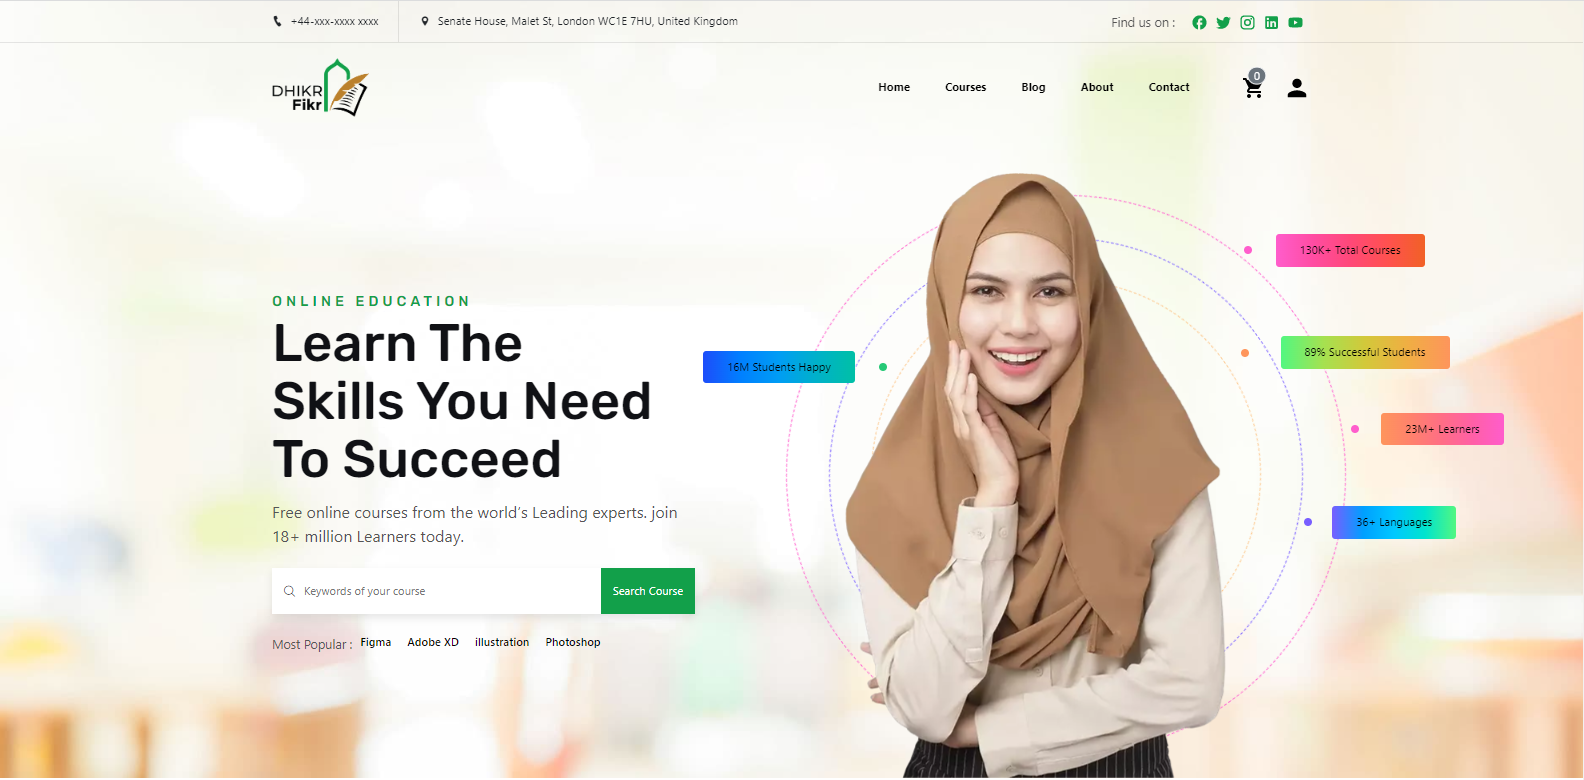 +44-xxx-xxxx xxxx
Senate House, Malet St, London WC1E 7HU, United Kingdom
Find us on :
DHIKR
Fikr
Home
Courses
Blog
About
Contact
0
ONLINE EDUCATION
Learn The
Skills You Need
To Succeed
Free online courses from the world's Leading experts. join
18+ million Learners today.
Keywords of your course
Search Course
Most Popular :
Figma
Adobe XD
illustration
Photoshop
16M Students Happy
130K+ Total Courses
89% Successful Students
23M+ Learners
36+ Languages